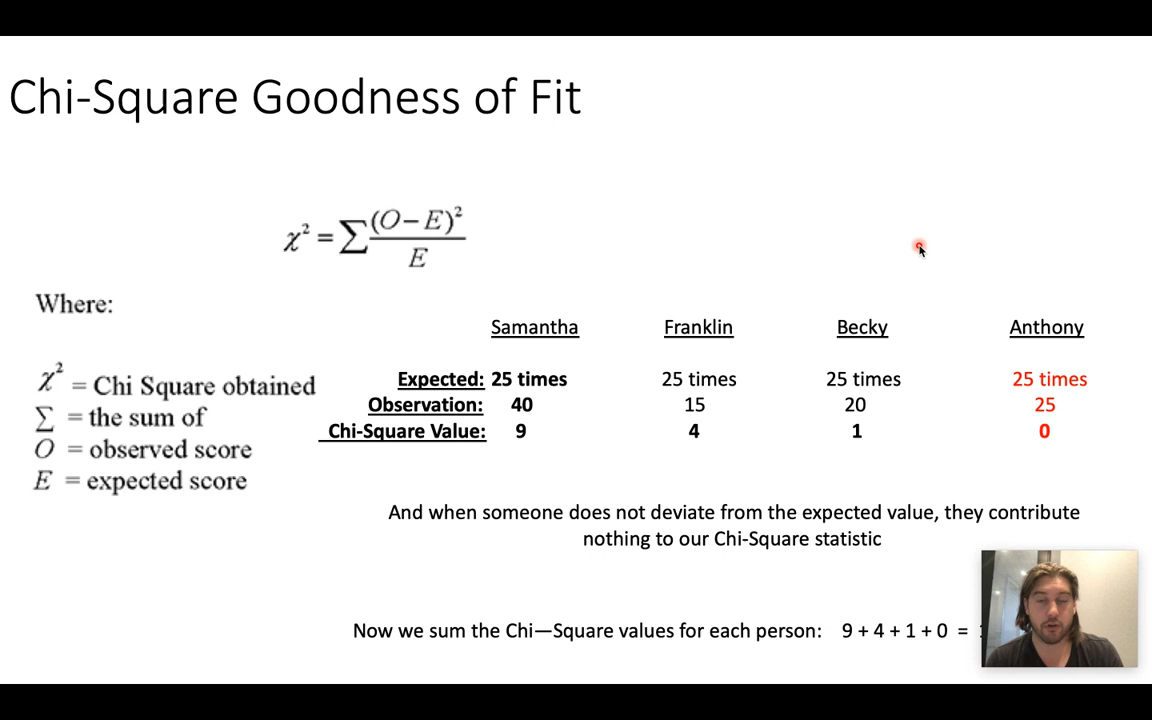 Chi-Square Goodness of Fit
χ² = ∑ (O – E)² / E
Where:
χ² = Chi Square obtained
∑ = the sum of
O = observed score
E = expected score
Samantha Franklin Becky Anthony
Expected: 25 times 25 times 25 times 25 times
Observation: 40 15 20 25
Chi-Square Value: 9 4 1 0
And when someone does not deviate from the expected value, they contribute
nothing to our Chi-Square statistic
Now we sum the Chi—Square values for each person: 9 + 4 + 1 + 0 =